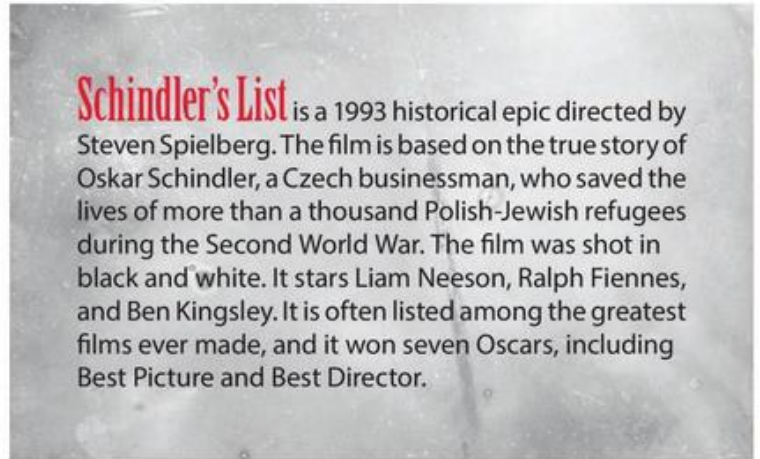 Schindler's List is a 1993 historical epic directed by
Steven Spielberg. The film is based on the true story of
Oskar Schindler, a Czech businessman, who saved the
lives of more than a thousand Polish-Jewish refugees
during the Second World War. The film was shot in
black and white. It stars Liam Neeson, Ralph Fiennes,
and Ben Kingsley. It is often listed among the greatest
films ever made, and it won seven Oscars, including
Best Picture and Best Director.